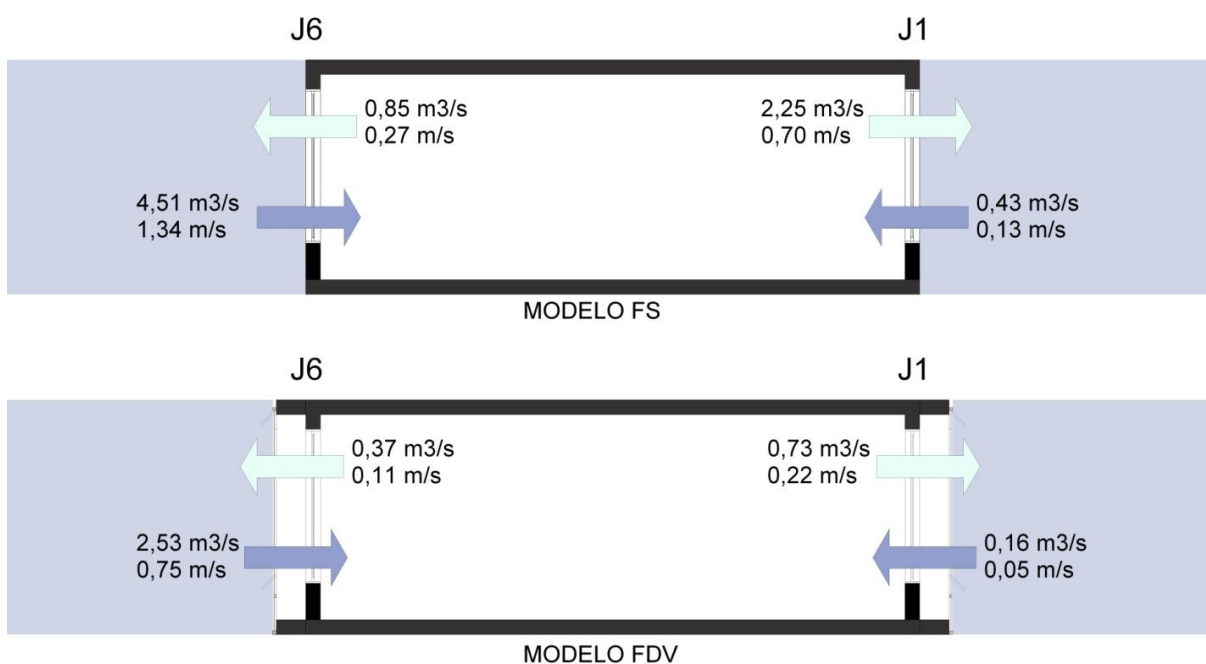 J6
J1
0,85 m3/s
0,27 m/s
2,25 m3/s
0,70 m/s
4,51 m3/s
1,34 m/s
0,43 m3/s
0,13 m/s
MODELO FS
J6
J1
0,37 m3/s
0,11 m/s
0,73 m3/s
0,22 m/s
2,53 m3/s
0,75 m/s
0,16 m3/s
0,05 m/s
MODELO FDV